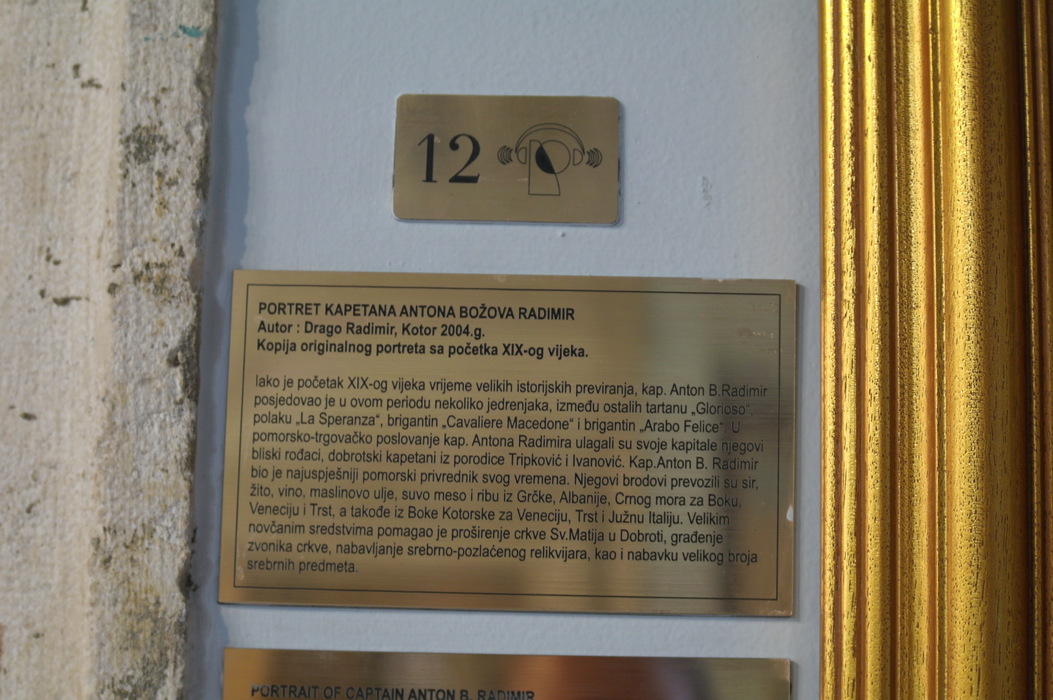 12
PORTRET KAPETANA ANTONA BOŽOVA RADIMIR
Autor : Drago Radimir, Kotor 2004.g.
Kopija originalnog portreta sa početka XIX-og vijeka.
Iako je početak XIX-og vijeka vrijeme velikih istorijskih previranja, kap. Anton B.Radimir
posjedovao je u ovom periodu nekoliko jedrenjaka, između ostalih tartanu „Glorioso“,
polaku „La Speranza“, brigantin „Cavaliere Macedone“ i brigantin „Arabo Felice“. U
pomorsko-trgovačko poslovanje kap. Antona Radimira ulagali su svoje kapitale njegovi
bliski rođaci, dobrotski kapetani iz porodice Tripković i Ivanović. Kap.Anton B. Radimir
bio je najuspješniji pomorski privrednik svog vremena. Njegovi brodovi prevozili su sir,
žito, vino, maslinovo ulje, suvo meso i ribu iz Grčke, Albanije, Crnog mora za Boku,
Veneciju i Trst, a takođe iz Boke Kotorske za Veneciju, Trst i Južnu Italiju. Velikim
novčanim sredstvima pomagao je proširenje crkve Sv.Matija u Dobroti, građenje
zvonika crkve, nabavljanje srebrno-pozlaćenog relikvijara, kao i nabavku velikog broja
srebrnih predmeta.
PORTRAIT OF CAPTAIN ANTON B. RADIMIR